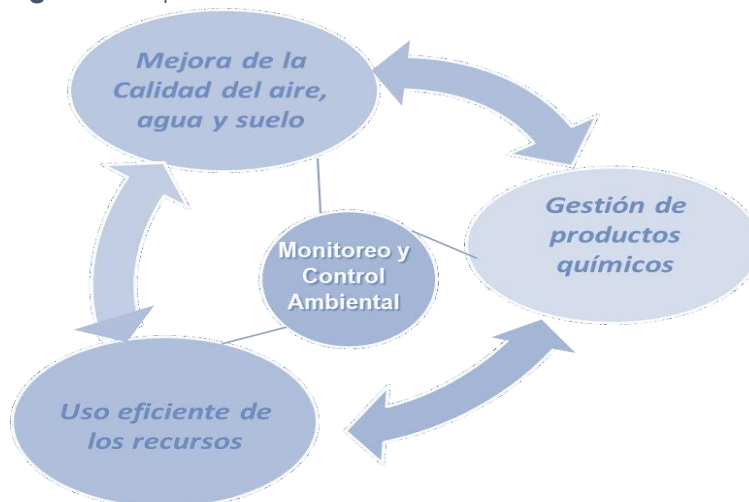 Mejora de la
Calidad del aire,
agua y suelo
Gestión de
productos
químicos
Monitoreo y
Control
Ambiental
Uso eficiente de
los recursos